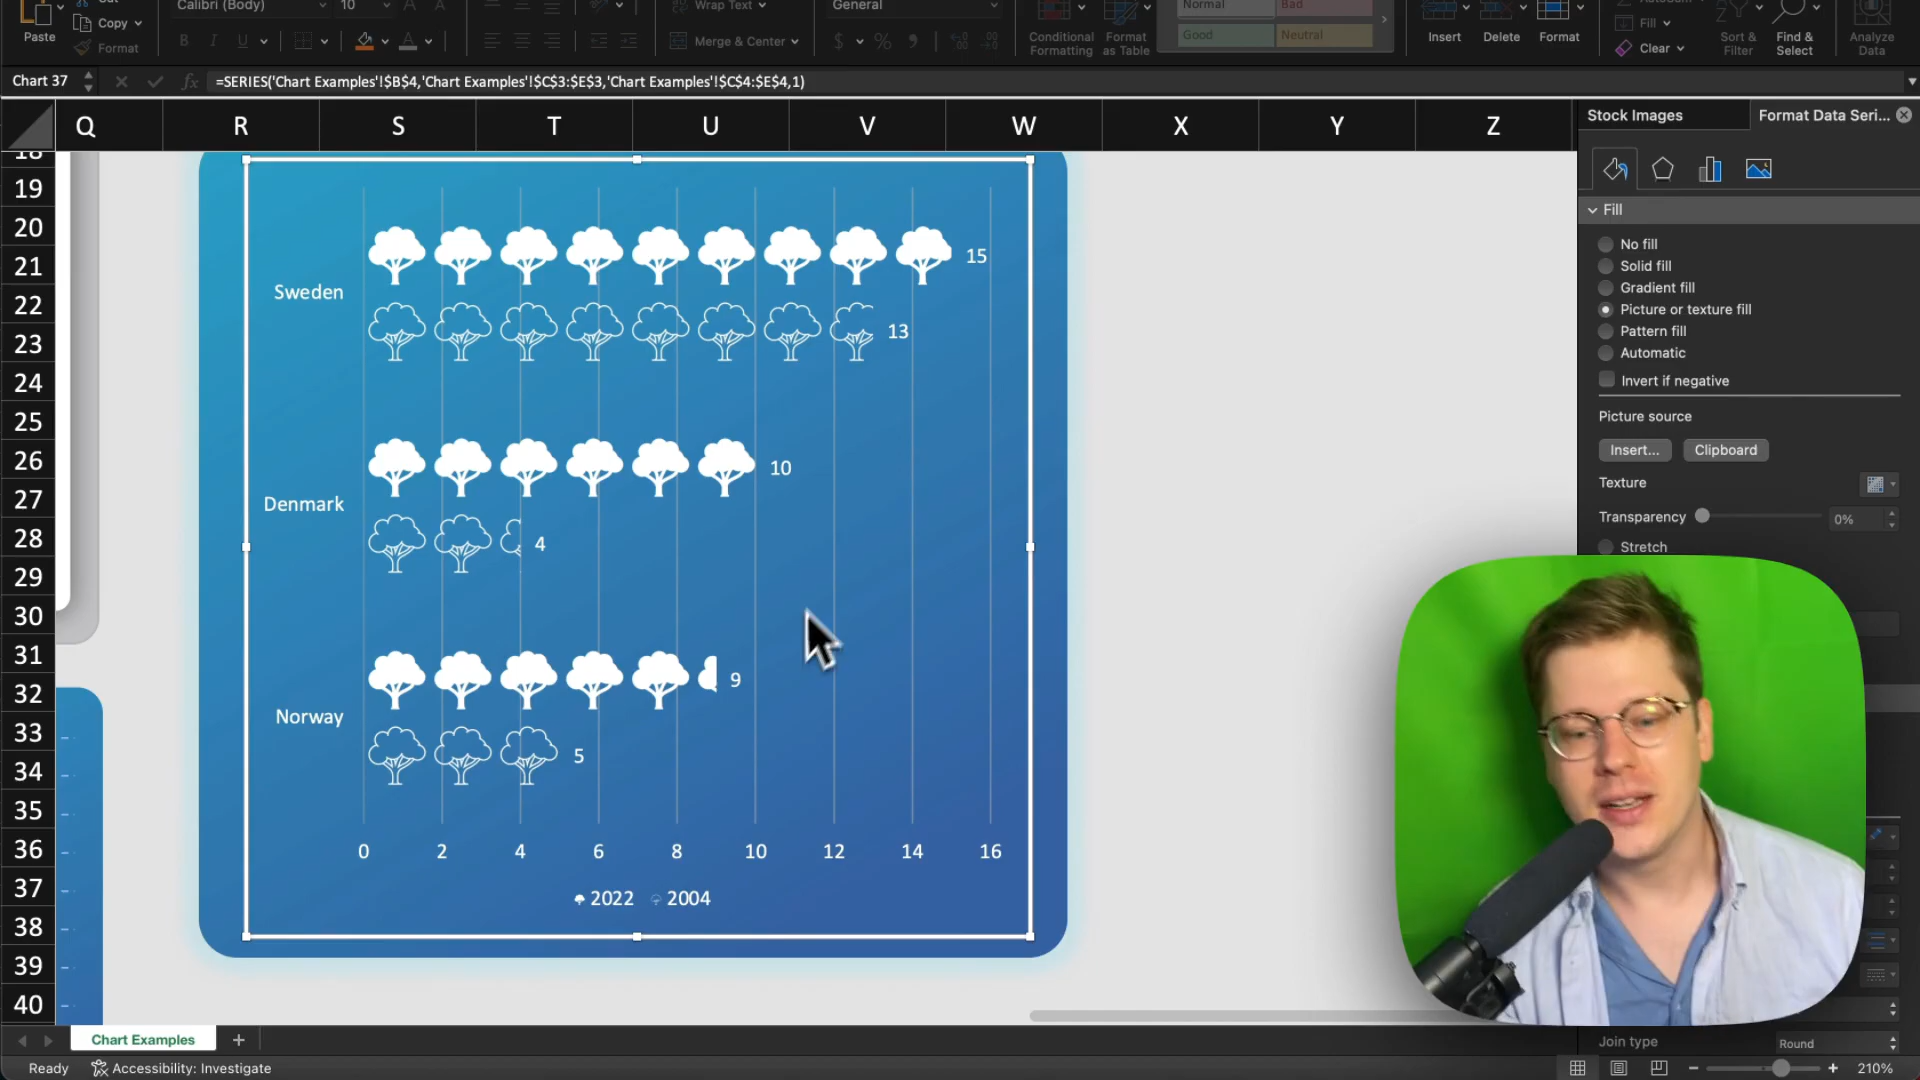 Calibri (Body) 10 Wrap Text General Normal Bad
Paste Copy Format
B I U Merge & Center $ % Good Neutral
Conditional Formatting Format as Table Insert Delete Format Fill Clear Sort & Filter Find & Select Analyze Data
Chart 37 fx =SERIES('Chart Examples'!$B$4,'Chart Examples'!$C$3:$E$3,'Chart Examples'!$C$4:$E$4,1)
Q R S T U V W X Y Z
Stock Images Format Data Seri...
18
19
20
21
22
23
24
25
26
27
28
29
30
31
32
33
34
35
36
37
38
39
40
15
Sweden
13
10
Denmark
4
9
Norway
5
0 2 4 6 8 10 12 14 16
2022 2004
Fill
No fill
Solid fill
Gradient fill
Picture or texture fill
Pattern fill
Automatic
Invert if negative
Picture source
Insert... Clipboard
Texture
Transparency 0%
Stretch
Join type Round
Chart Examples +
Ready Accessibility: Investigate 210%